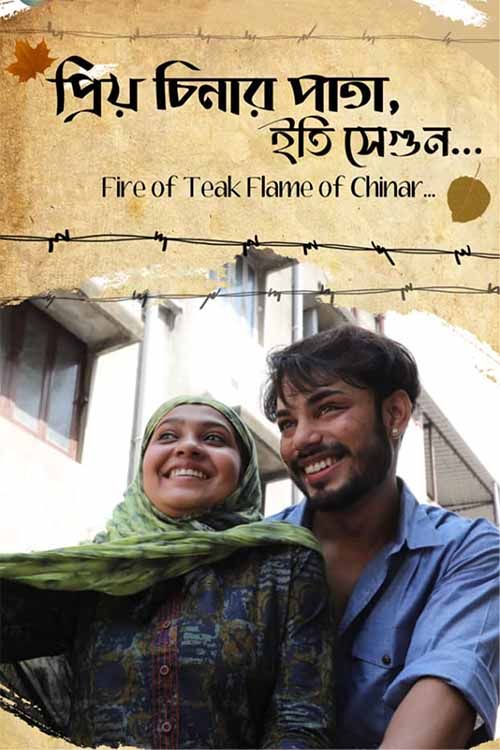 প্রিয় চিনার পাতা,
ইতি সেগুন...
Fire of Teak Flame of Chinar...